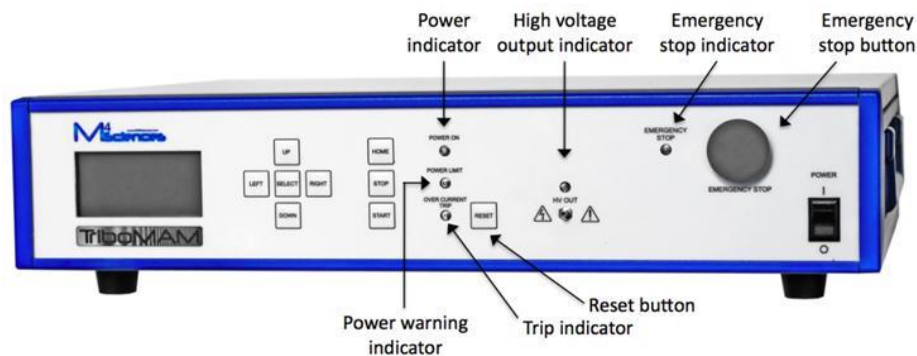 Power
indicator
High voltage
output indicator
Emergency
stop indicator
Emergency
stop button
M4 Sciences
POWER ON
EMERGENCY
STOP
UP
HOME
POWER LIMIT
EMERGENCY STOP
POWER
LEFT
SELECT
RIGHT
STOP
I
OVER CURRENT
TRIP
HV OUT
DOWN
START
RESET
TriboMAM
O
Power warning
indicator
Trip indicator
Reset button